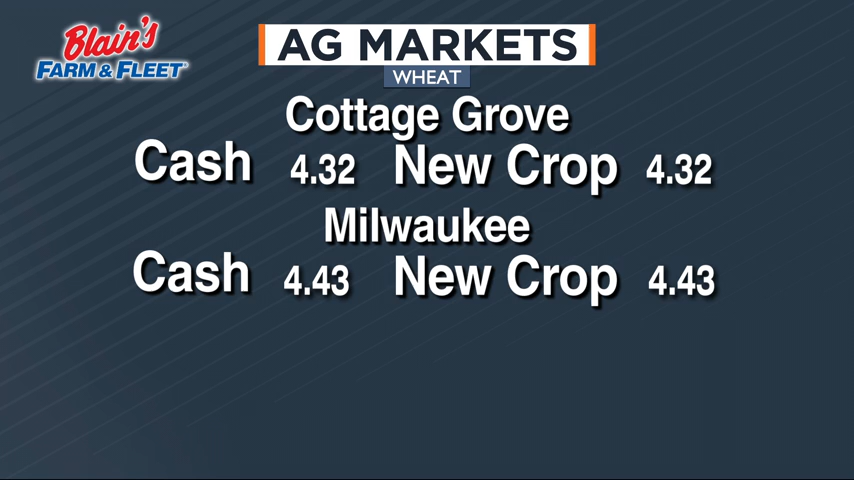 Blain's
FARM & FLEET
AG MARKETS
WHEAT
Cottage Grove
Cash 4.32 New Crop 4.32
Milwaukee
Cash 4.43 New Crop 4.43